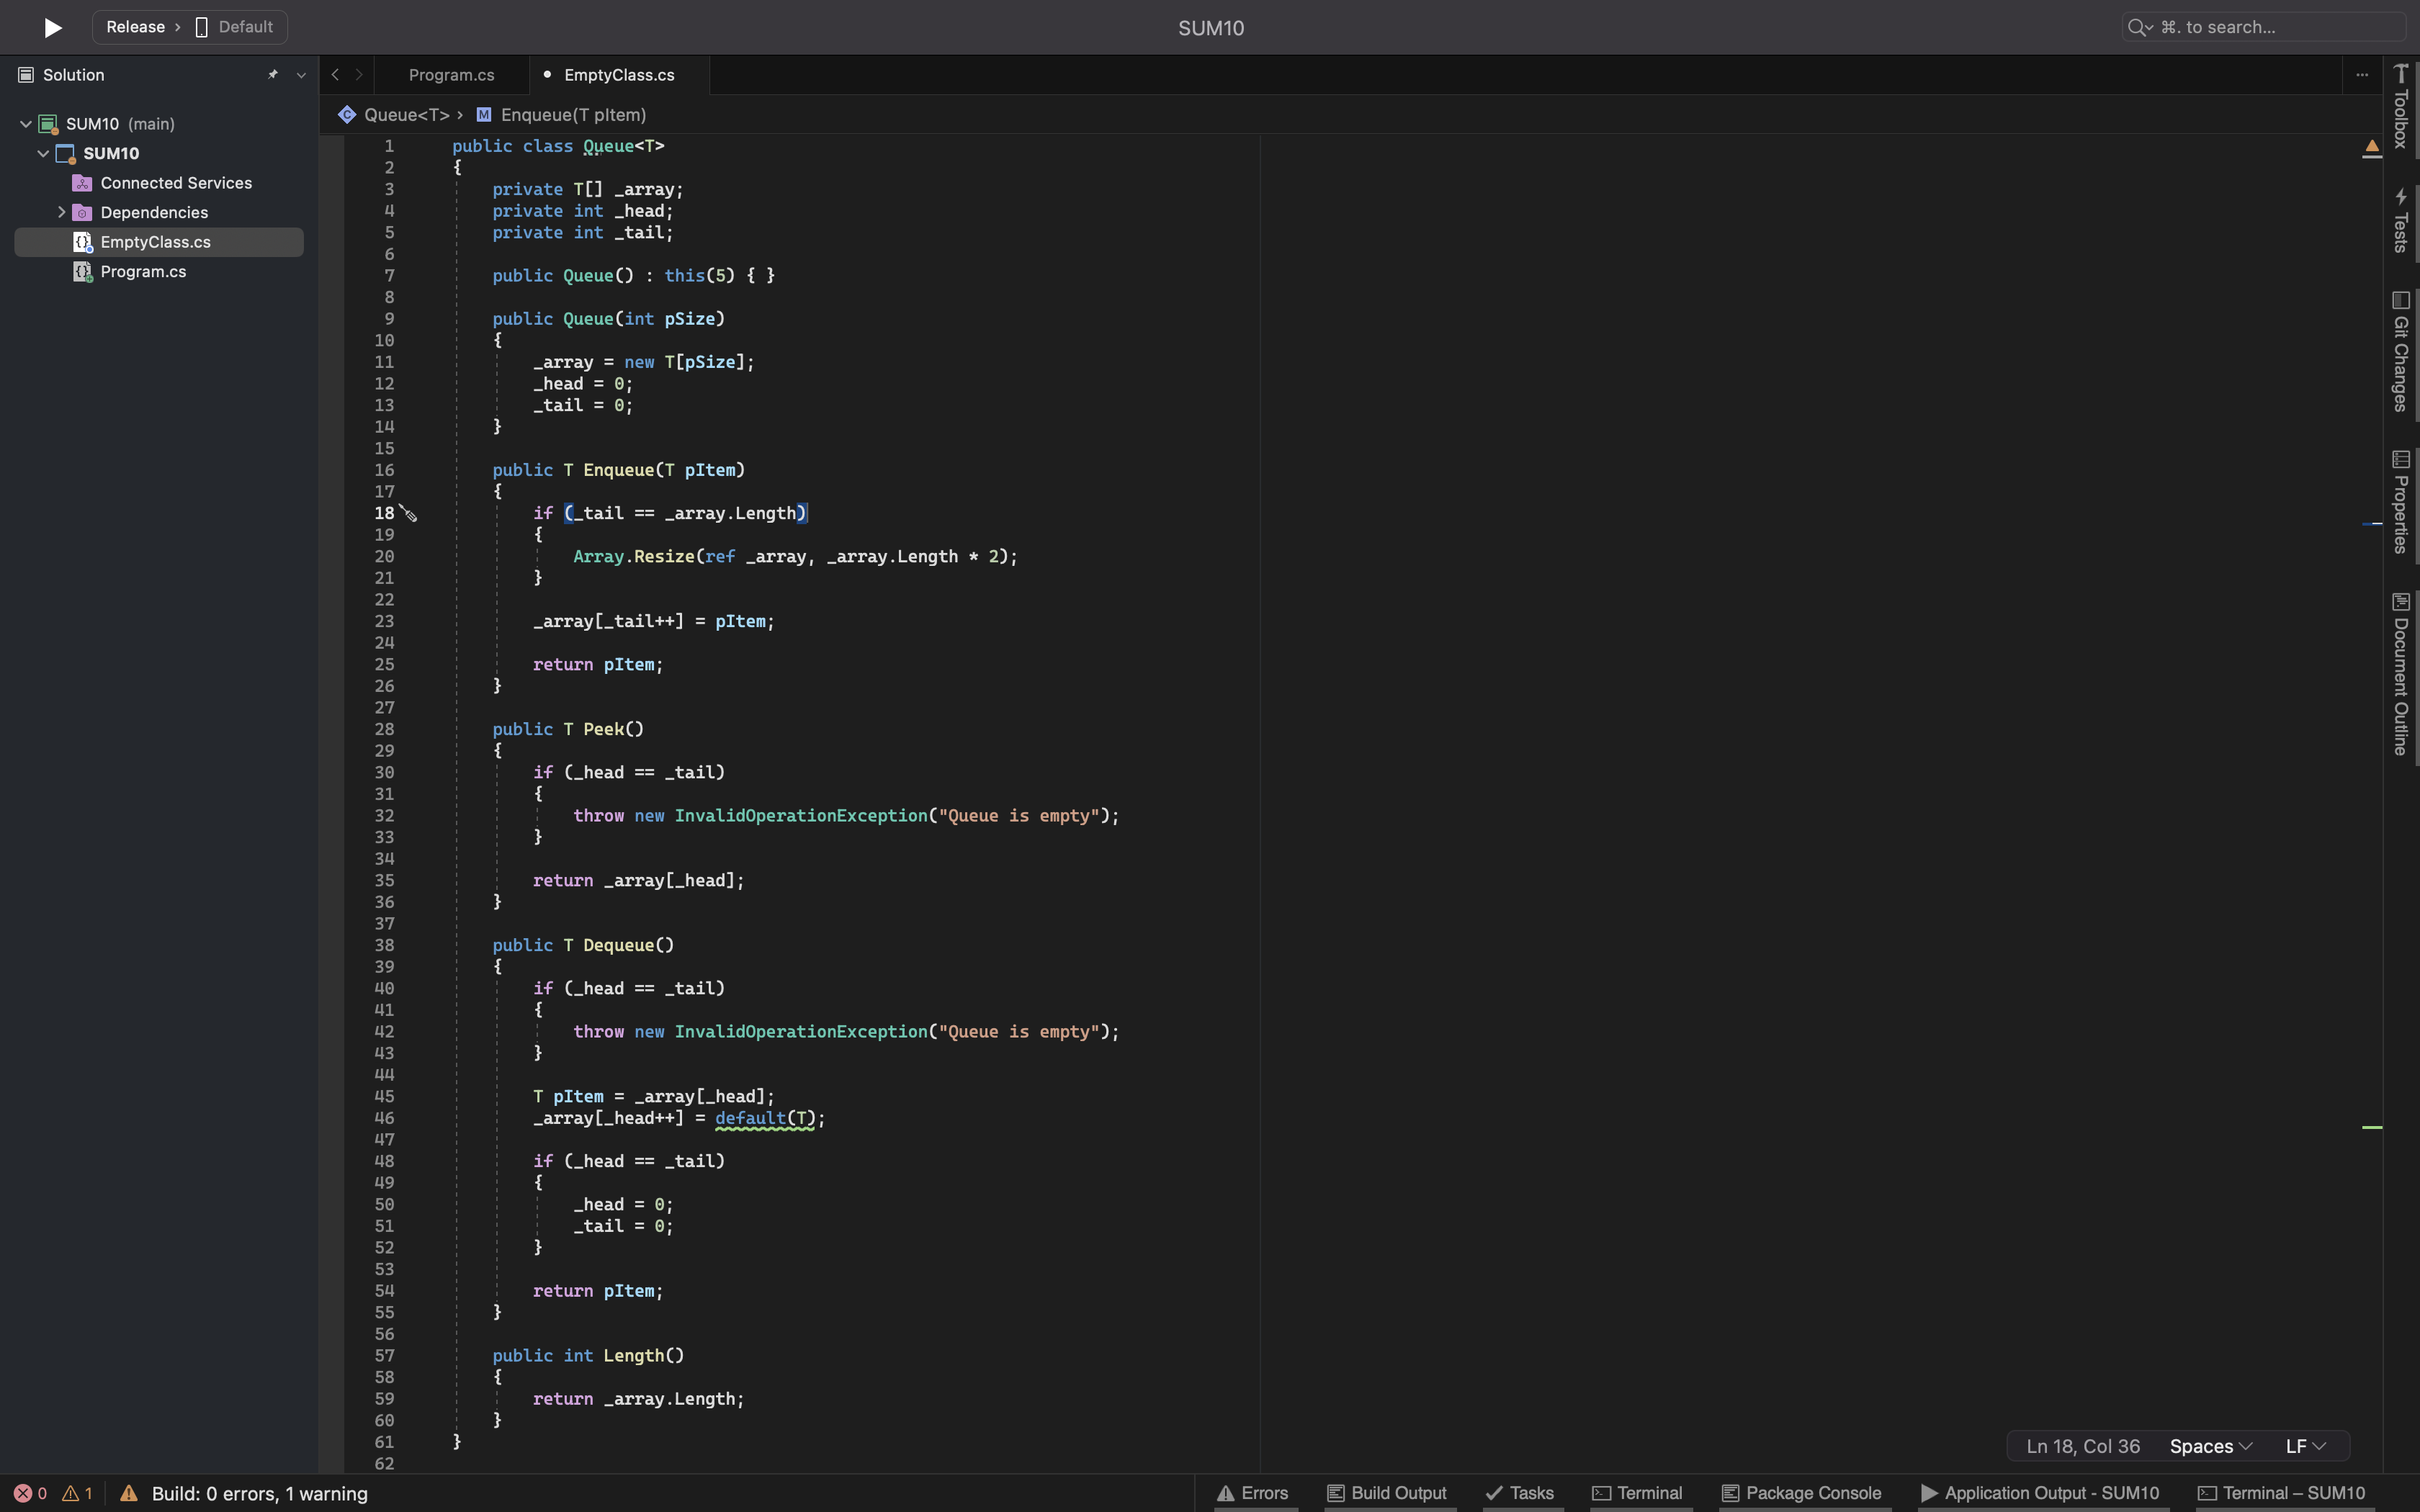 Release › Default
SUM10
⌘. to search...
Solution
SUM10 (main)
SUM10
Connected Services
Dependencies
EmptyClass.cs
Program.cs
Program.cs
EmptyClass.cs
Queue<T> › M Enqueue(T pItem)
1 public class Queue<T>
2 {
3 private T[] _array;
4 private int _head;
5 private int _tail;
6
7 public Queue() : this(5) { }
8
9 public Queue(int pSize)
10 {
11 _array = new T[pSize];
12 _head = 0;
13 _tail = 0;
14 }
15
16 public T Enqueue(T pItem)
17 {
18 if (_tail == _array.Length)
19 {
20 Array.Resize(ref _array, _array.Length * 2);
21 }
22
23 _array[_tail++] = pItem;
24
25 return pItem;
26 }
27
28 public T Peek()
29 {
30 if (_head == _tail)
31 {
32 throw new InvalidOperationException("Queue is empty");
33 }
34
35 return _array[_head];
36 }
37
38 public T Dequeue()
39 {
40 if (_head == _tail)
41 {
42 throw new InvalidOperationException("Queue is empty");
43 }
44
45 T pItem = _array[_head];
46 _array[_head++] = default(T);
47
48 if (_head == _tail)
49 {
50 _head = 0;
51 _tail = 0;
52 }
53
54 return pItem;
55 }
56
57 public int Length()
58 {
59 return _array.Length;
60 }
61 }
62
Toolbox
Tests
Git Changes
Properties
Document Outline
Ln 18, Col 36 Spaces LF
0 1 Build: 0 errors, 1 warning
Errors Build Output Tasks Terminal Package Console Application Output - SUM10 Terminal – SUM10